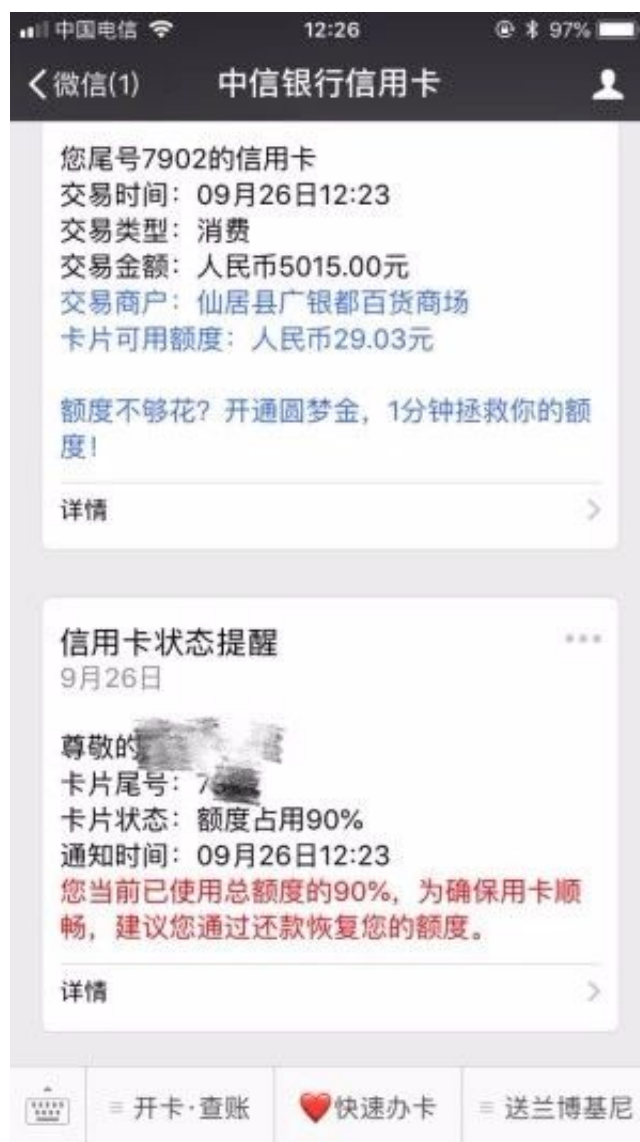 中国电信 12:26 97%
微信(1) 中信银行信用卡
您尾号7902的信用卡
交易时间：09月26日12:23
交易类型：消费
交易金额：人民币5015.00元
交易商户：仙居县广银都百货商场
卡片可用额度：人民币29.03元
额度不够花？开通圆梦金，1分钟拯救你的额
度！
详情
信用卡状态提醒
9月26日
尊敬的
卡片尾号：7
卡片状态：额度占用90%
通知时间：09月26日12:23
您当前已使用总额度的90%，为确保用卡顺
畅，建议您通过还款恢复您的额度。
详情
开卡·查账 ❤️快速办卡 送兰博基尼